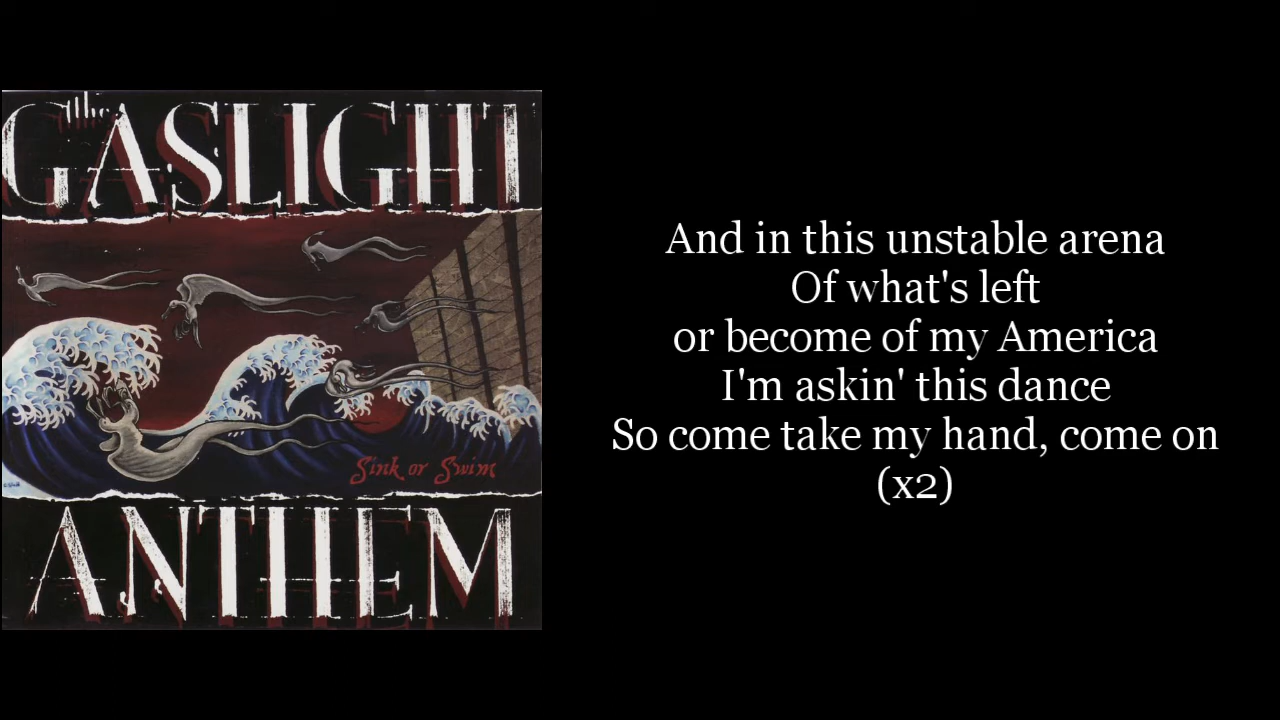 the
GASLIGHT
Sink or Swim
ANTHEM
And in this unstable arena
Of what's left
or become of my America
I'm askin' this dance
So come take my hand, come on
(x2)